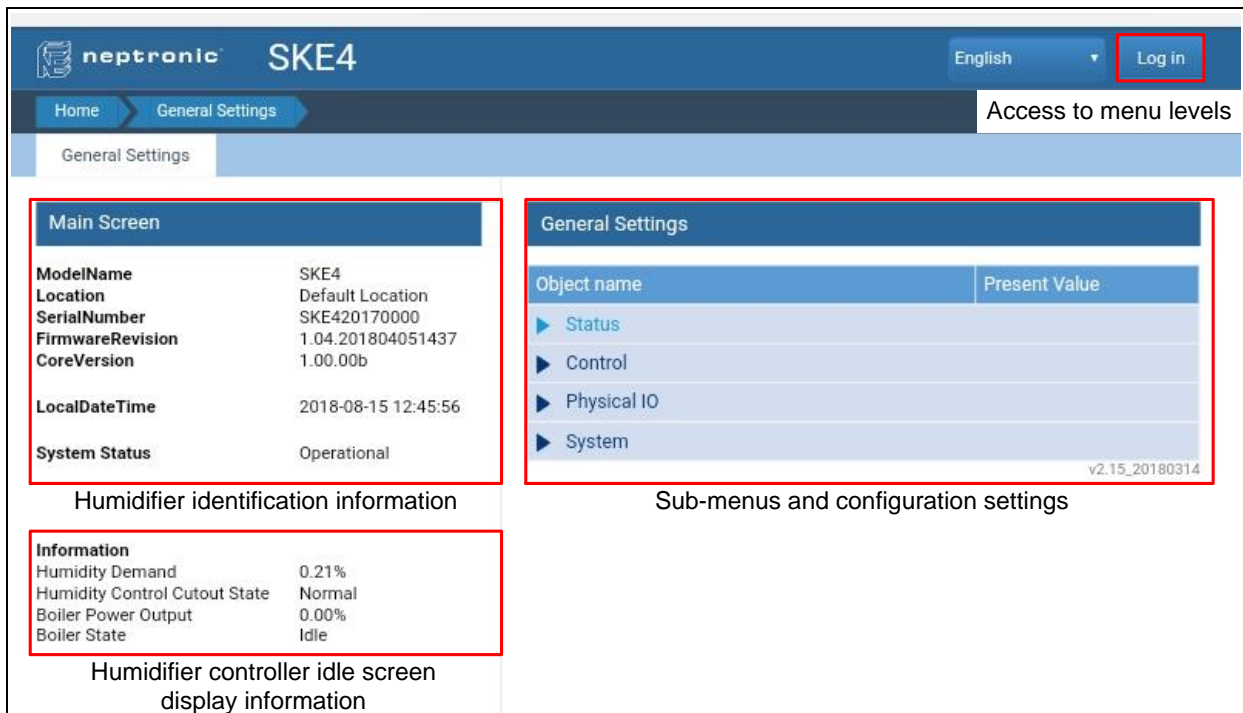 neptronic SKE4 English Log in
Home General Settings Access to menu levels
General Settings
Main Screen
ModelName SKE4
Location Default Location
SerialNumber SKE420170000
FirmwareRevision 1.04.201804051437
CoreVersion 1.00.00b
LocalDateTime 2018-08-15 12:45:56
System Status Operational
Humidifier identification information
General Settings
Object name Present Value
Status
Control
Physical IO
System
v2.15_20180314
Sub-menus and configuration settings
Information
Humidity Demand 0.21%
Humidity Control Cutout State Normal
Boiler Power Output 0.00%
Boiler State Idle
Humidifier controller idle screen
display information